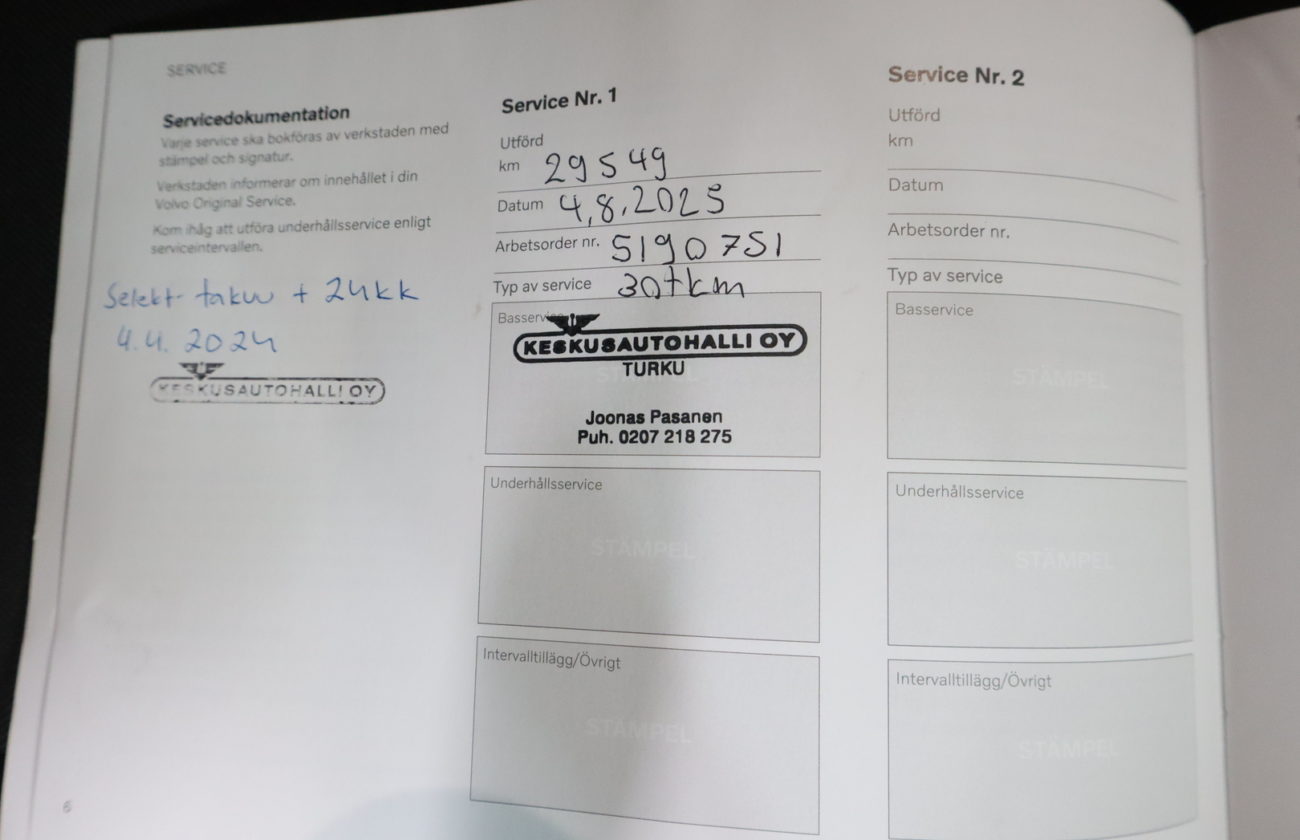 SERVICE
Servicedokumentation
Varje service ska bokföras av verkstaden med
stämpel och signatur.
Verkstaden informerar om innehållet i din
Volvo Original Service.
Kom ihåg att utföra underhållsservice enligt
serviceintervallen.
Selekt-takuu + 24kk
4.4. 2024
KESKUSAUTOHALLI OY
6
Service Nr. 1
Utförd
km 29549
Datum 4.8.2025
Arbetsorder nr. 5190751
Typ av service 30tkm
Basservice
STÄMPEL
KESKUSAUTOHALLI OY
TURKU
Joonas Pasanen
Puh. 0207 218 275
Underhållsservice
STÄMPEL
Intervalltillägg/Övrigt
STÄMPEL
Service Nr. 2
Utförd
km
Datum
Arbetsorder nr.
Typ av service
Basservice
STÄMPEL
Underhållsservice
STÄMPEL
Intervalltillägg/Övrigt
STÄMPEL